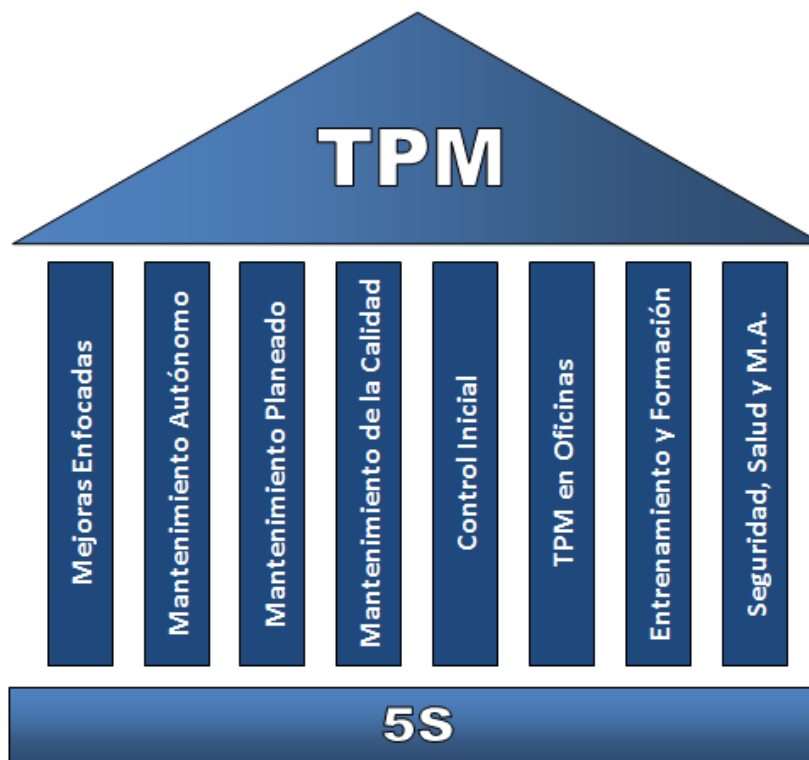 TPM
Mejoras Enfocadas
Mantenimiento Autónomo
Mantenimiento Planeado
Mantenimiento de la Calidad
Control Inicial
TPM en Oficinas
Entrenamiento y Formación
Seguridad, Salud y M.A.
5S